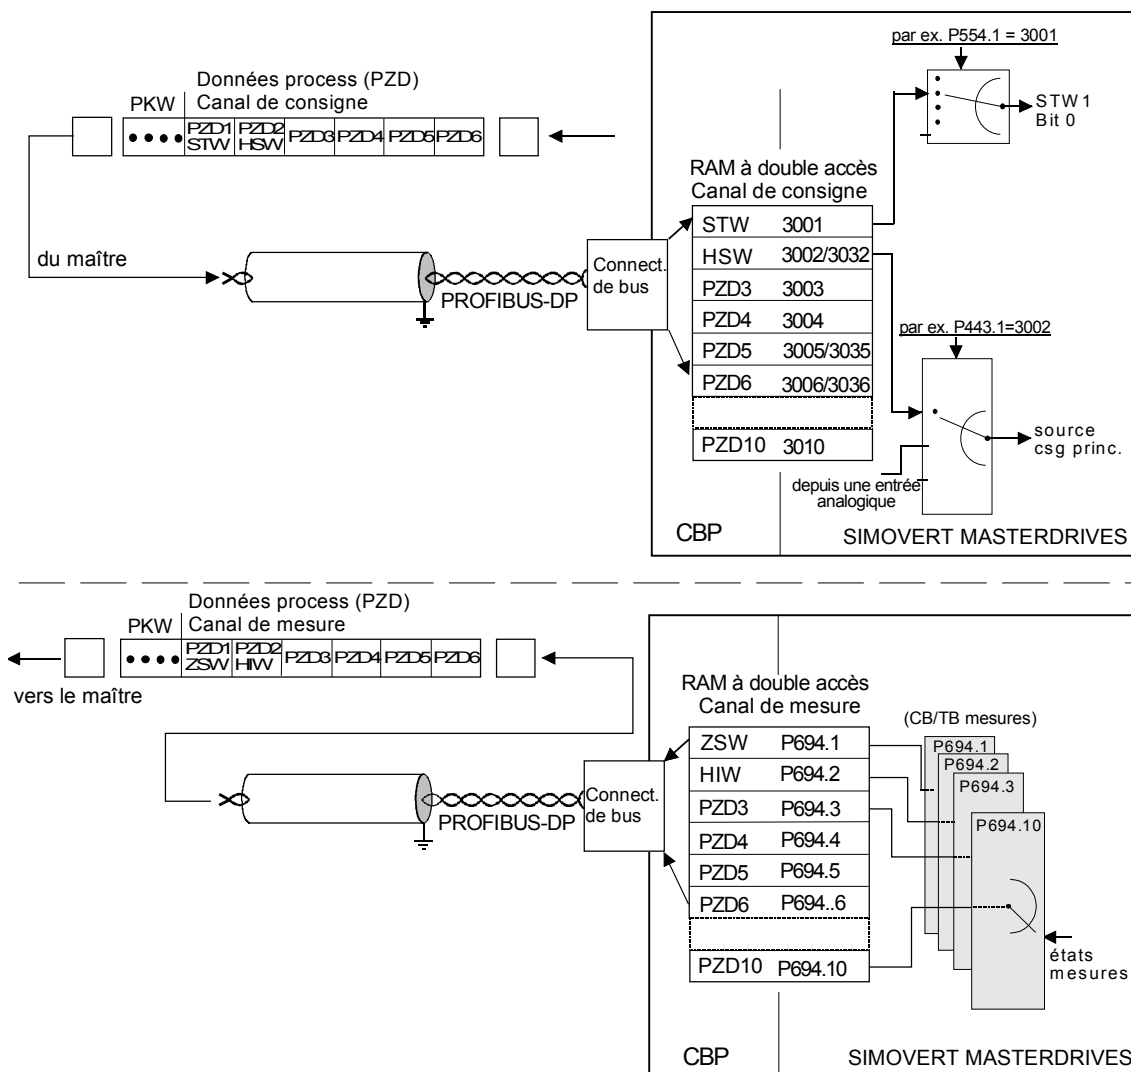 par ex. P554.1 = 3001
STW1
Bit 0
Données process (PZD)
PKW Canal de consigne
PZD1 PZD2 PZD3 PZD4 PZD5 PZD6
STW HSW
du maître
PROFIBUS-DP
Connect.
de bus
RAM à double accès
Canal de consigne
STW 3001
HSW 3002/3032
PZD3 3003
PZD4 3004
PZD5 3005/3035
PZD6 3006/3036
PZD10 3010
par ex. P443.1=3002
source
csg princ.
depuis une entrée
analogique
CBP
SIMOVERT MASTERDRIVES
Données process (PZD)
PKW Canal de mesure
PZD1 PZD2 PZD3 PZD4 PZD5 PZD6
ZSW HIW
vers le maître
PROFIBUS-DP
Connect.
de bus
RAM à double accès
Canal de mesure
ZSW P694.1
HIW P694.2
PZD3 P694.3
PZD4 P694.4
PZD5 P694.5
PZD6 P694..6
PZD10 P694.10
(CB/TB mesures)
P694.1
P694.2
P694.3
P694.10
états
mesures
CBP
SIMOVERT MASTERDRIVES